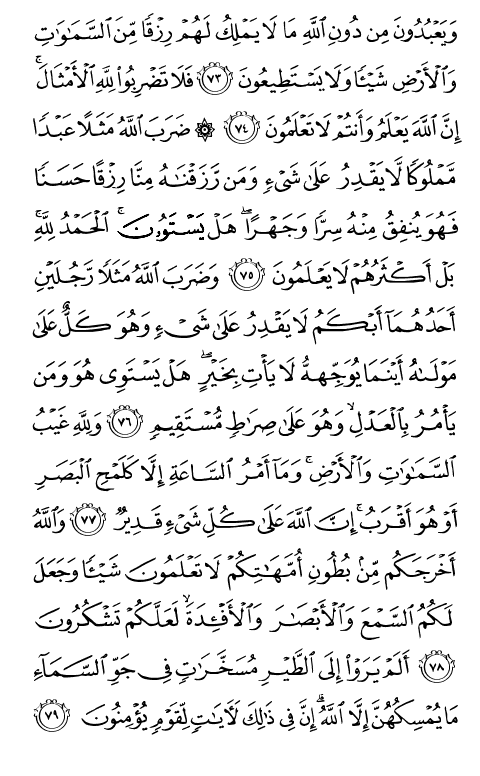 وَيَعۡبُدُونَ مِن دُونِ ٱللَّهِ مَا لَا يَمۡلِكُ لَهُمۡ رِزۡقٗا مِّنَ ٱلسَّمَٰوَٰتِ
وَٱلۡأَرۡضِ شَيۡـٔٗا وَلَا يَسۡتَطِيعُونَ ٧٣ فَلَا تَضۡرِبُواْ لِلَّهِ ٱلۡأَمۡثَالَۚ
إِنَّ ٱللَّهَ يَعۡلَمُ وَأَنتُمۡ لَا تَعۡلَمُونَ ٧٤ ۞ ضَرَبَ ٱللَّهُ مَثَلًا عَبۡدٗا
مَّمۡلُوكٗا لَّا يَقۡدِرُ عَلَىٰ شَيۡءٖ وَمَن رَّزَقۡنَٰهُ مِنَّا رِزۡقًا حَسَنٗا
فَهُوَ يُنفِقُ مِنۡهُ سِرّٗا وَجَهۡرًاۖ هَلۡ يَسۡتَوُۥنَۚ ٱلۡحَمۡدُ لِلَّهِۚ
بَلۡ أَكۡثَرُهُمۡ لَا يَعۡلَمُونَ ٧٥ وَضَرَبَ ٱللَّهُ مَثَلٗا رَّجُلَيۡنِ
أَحَدُهُمَآ أَبۡكَمُ لَا يَقۡدِرُ عَلَىٰ شَيۡءٖ وَهُوَ كَلٌّ عَلَىٰ
مَوۡلَىٰهُ أَيۡنَمَا يُوَجِّههُّ لَا يَأۡتِ بِخَيۡرٍۖ هَلۡ يَسۡتَوِي هُوَ وَمَن
يَأۡمُرُ بِٱلۡعَدۡلِۙ وَهُوَ عَلَىٰ صِرَٰطٖ مُّسۡتَقِيمٖ ٧٦ وَلِلَّهِ غَيۡبُ
ٱلسَّمَٰوَٰتِ وَٱلۡأَرۡضِۚ وَمَآ أَمۡرُ ٱلسَّاعَةِ إِلَّا كَلَمۡحِ ٱلۡبَصَرِ
أَوۡ هُوَ أَقۡرَبُۚ إِنَّ ٱللَّهَ عَلَىٰ كُلِّ شَيۡءٖ قَدِيرٞ ٧٧ وَٱللَّهُ
أَخۡرَجَكُم مِّنۢ بُطُونِ أُمَّهَٰتِكُمۡ لَا تَعۡلَمُونَ شَيۡـٔٗا وَجَعَلَ
لَكُمُ ٱلسَّمۡعَ وَٱلۡأَبۡصَٰرَ وَٱلۡأَفۡـِٔدَةَۙ لَعَلَّكُمۡ تَشۡكُرُونَ
٧٨ أَلَمۡ يَرَوۡاْ إِلَى ٱلطَّيۡرِ مُسَخَّرَٰتٖ فِي جَوِّ ٱلسَّمَآءِ
مَا يُمۡسِكُهُنَّ إِلَّا ٱللَّهُۚ إِنَّ فِي ذَٰلِكَ لَأٓيَٰتٖ لِّقَوۡمٖ يُؤۡمِنُونَ ٧٩